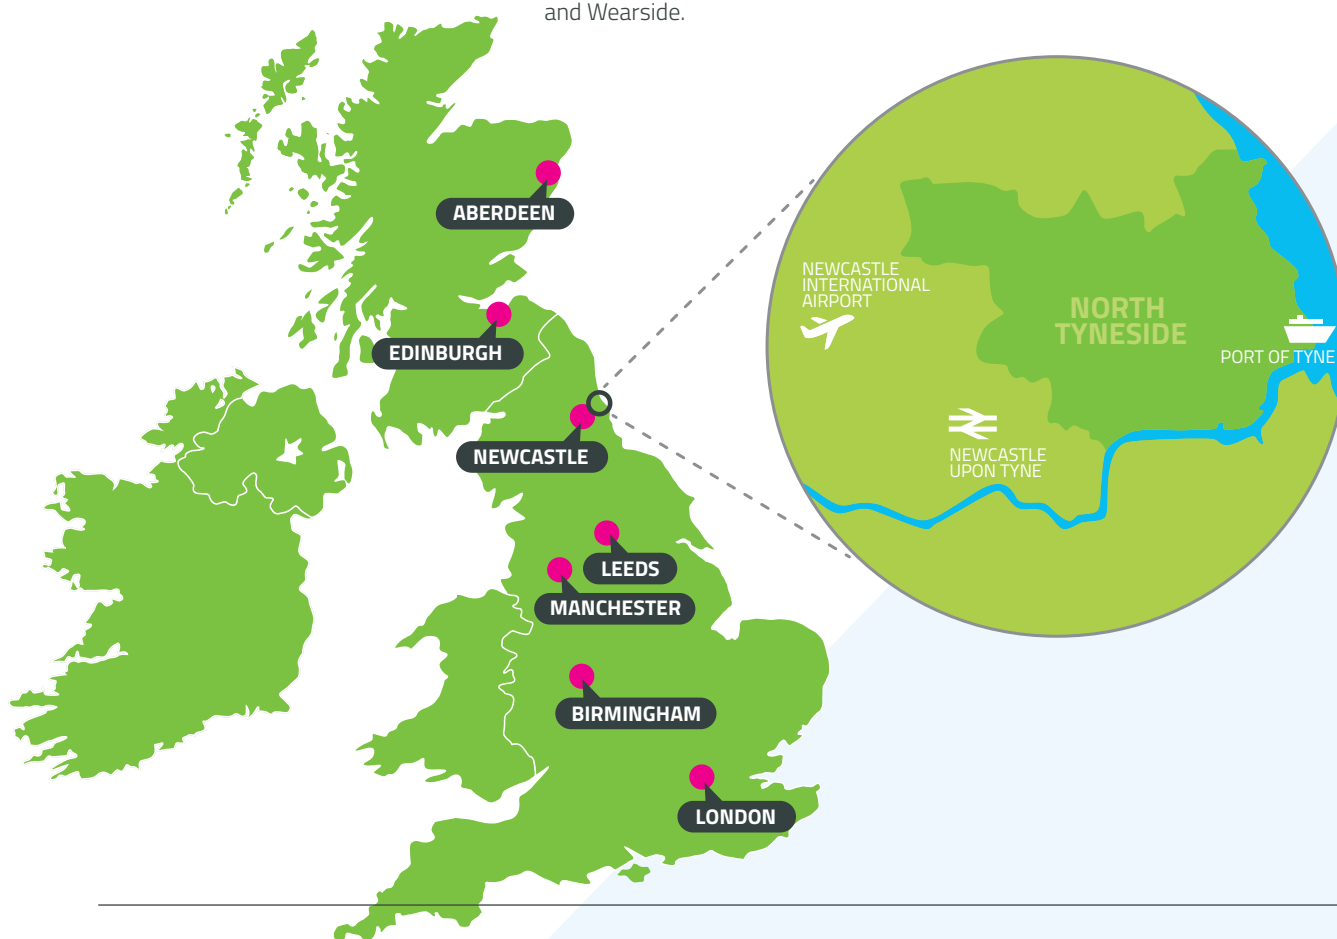 and Wearside.
ABERDEEN
EDINBURGH
NEWCASTLE
LEEDS
MANCHESTER
BIRMINGHAM
LONDON
NEWCASTLE
INTERNATIONAL
AIRPORT
NORTH
TYNESIDE
PORT OF TYNE
NEWCASTLE
UPON TYNE